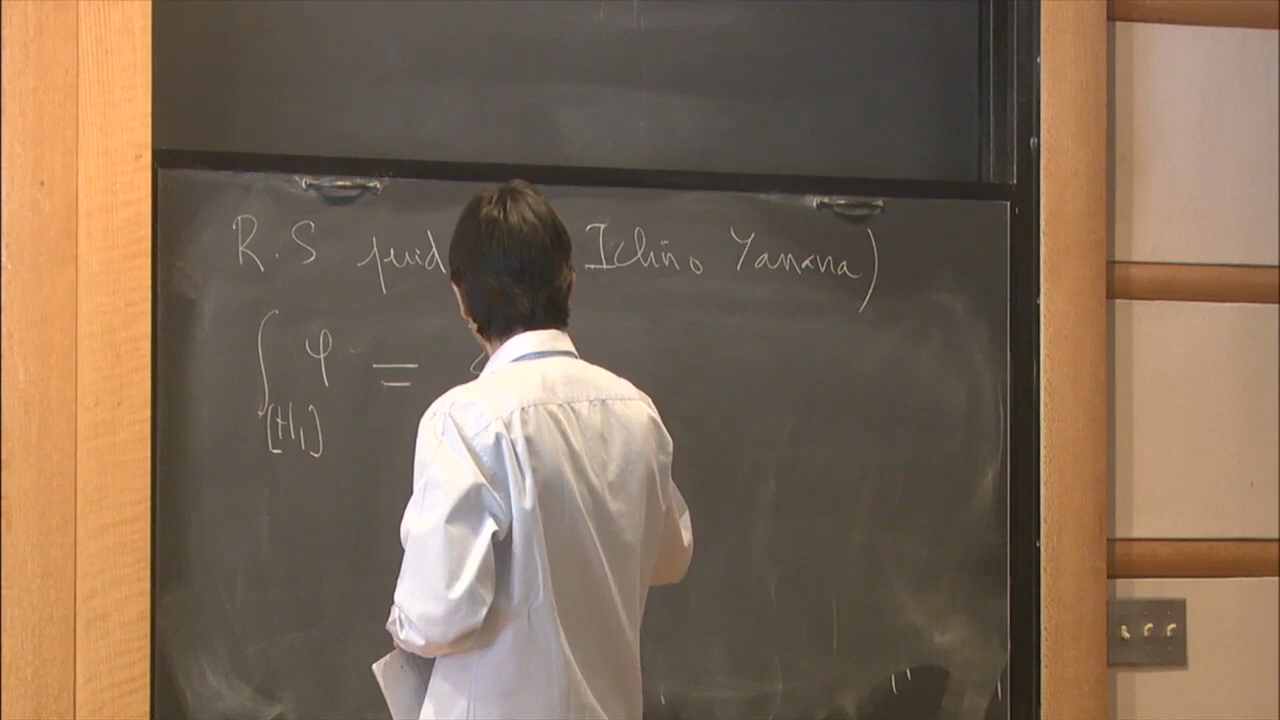 R.S Ichino Yamana)
∫ φ =
[H₁]